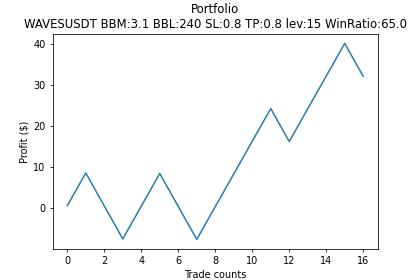 Portfolio
WAVESUSDT BBM:3.1 BBL:240 SL:0.8 TP:0.8 lev:15 WinRatio:65.0
40
30
20
10
0
Profit ($)
0 2 4 6 8 10 12 14 16
Trade counts